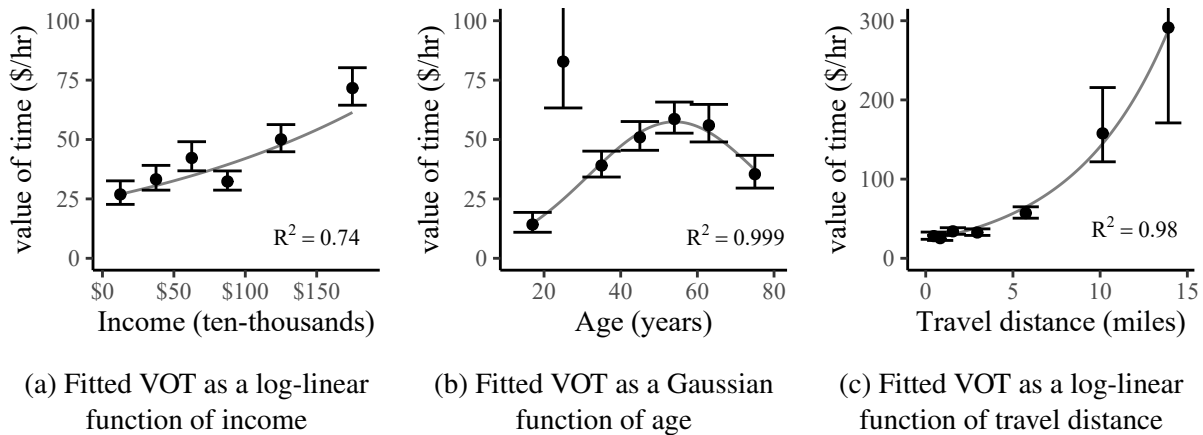 value of time ($/hr)
100
75
50
25
0
R² = 0.74
$0 $50 $100 $150
Income (ten-thousands)
(a) Fitted VOT as a log-linear
function of income
value of time ($/hr)
100
75
50
25
0
R² = 0.999
20 40 60 80
Age (years)
(b) Fitted VOT as a Gaussian
function of age
value of time ($/hr)
300
200
100
0
R² = 0.98
0 5 10 15
Travel distance (miles)
(c) Fitted VOT as a log-linear
function of travel distance